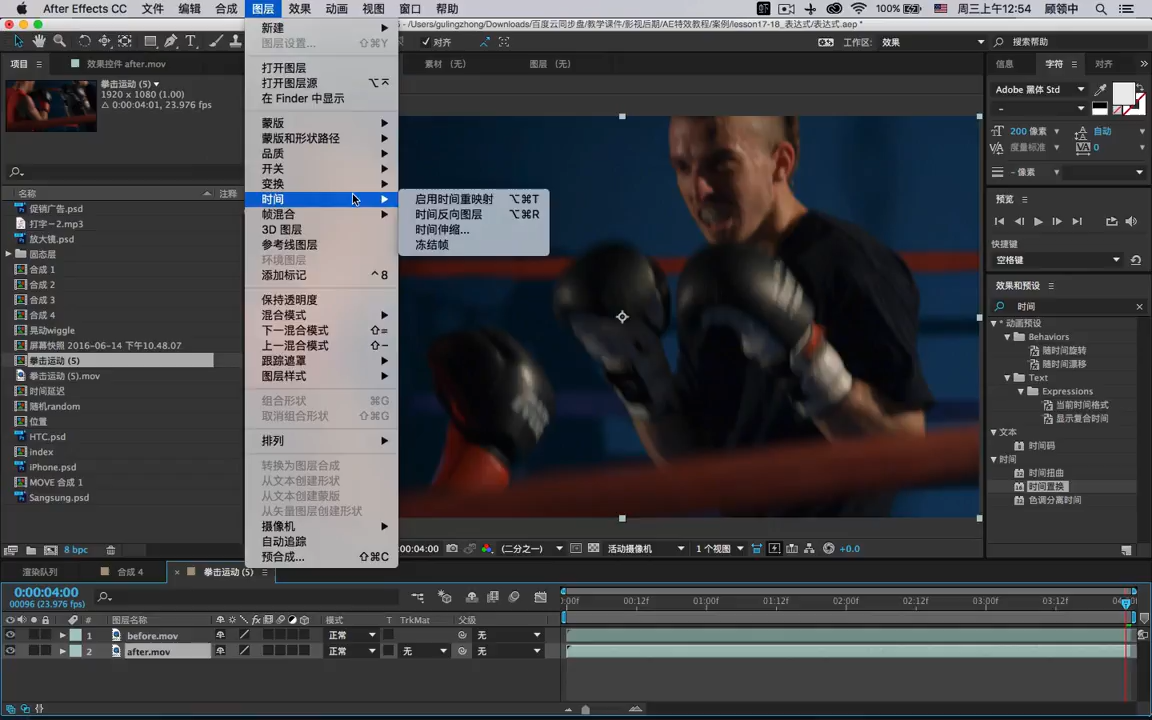 After Effects CC 文件 编辑 合成 图层 效果 动画 视图 窗口 帮助 100% 周三上午12:54 顾领中
- /Users/gulingzhong/Downloads/百度云同步盘/教学课件/影视后期/AE特效教程/案例/lesson17-18_表达式/表达式.aep *
对齐 工作区: 效果 搜索帮助
项目 效果控件 after.mov 素材 (无) 图层 (无) 信息 字符 对齐
拳击运动 (5)
1920 x 1080 (1.00)
Δ 0:00:04:01, 23.976 fps
名称 注释
促销广告.psd
打字-2.mp3
放大镜.psd
固态层
合成 1
合成 2
合成 3
合成 4
晃动wiggle
屏幕快照 2016-06-14 下午10.48.07
拳击运动 (5)
拳击运动 (5).mov
时间延迟
随机random
位置
HTC.psd
index
iPhone.psd
MOVE 合成 1
Sangsung.psd
8 bpc
新建
图层设置... ⇧⌘Y
打开图层
打开图层源
在 Finder 中显示
蒙版
蒙版和形状路径
品质
开关
变换
时间
帧混合
3D 图层
参考线图层
环境图层
添加标记 ^8
保持透明度
混合模式
下一混合模式 ⇧=
上一混合模式 ⇧-
跟踪遮罩
图层样式
组合形状 ⌘G
取消组合形状 ⇧⌘G
排列
转换为图层合成
从文本创建形状
从文本创建蒙版
从矢量图层创建形状
摄像机
自动追踪
预合成... ⇧⌘C
启用时间重映射 ⌥⌘T
时间反向图层 ⌥⌘R
时间伸缩...
冻结帧
Adobe 黑体 Std
-
200 像素 自动
度量标准 0
- 像素
预览
快捷键
空格键
效果和预设
时间
* 动画预设
Behaviors
随时间旋转
随时间漂移
Text
Expressions
当前时间格式
显示复合时间
文本
时间码
时间
时间扭曲
时间置换
色调分离时间
0:00:04:00 (二分之一) 活动摄像机 1 个视图 +0.0
渲染队列 合成 4 × 拳击运动 (5)
0:00:04:00
00096 (23.976 fps)
:00f 00:12f 01:00f 01:12f 02:00f 02:12f 03:00f 03:12f
# 图层名称 模式 T TrkMat 父级
1 before.mov 正常 无
2 after.mov 正常 无 无